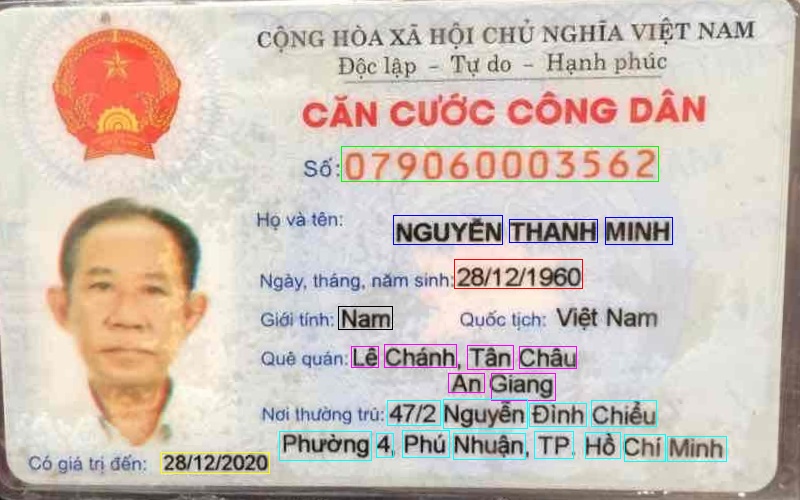 CỘNG HÒA XÃ HỘI CHỦ NGHĨA VIỆT NAM
Độc lập - Tự do - Hạnh phúc
CĂN CƯỚC CÔNG DÂN
Số: 079060003562
Họ và tên: NGUYỄN THANH MINH
Ngày, tháng, năm sinh: 28/12/1960
Giới tính: Nam Quốc tịch: Việt Nam
Quê quán: Lê Chánh, Tân Châu
An Giang
Nơi thường trú: 47/2 Nguyễn Đình Chiểu
Phường 4, Phú Nhuận, TP. Hồ Chí Minh
Có giá trị đến: 28/12/2020